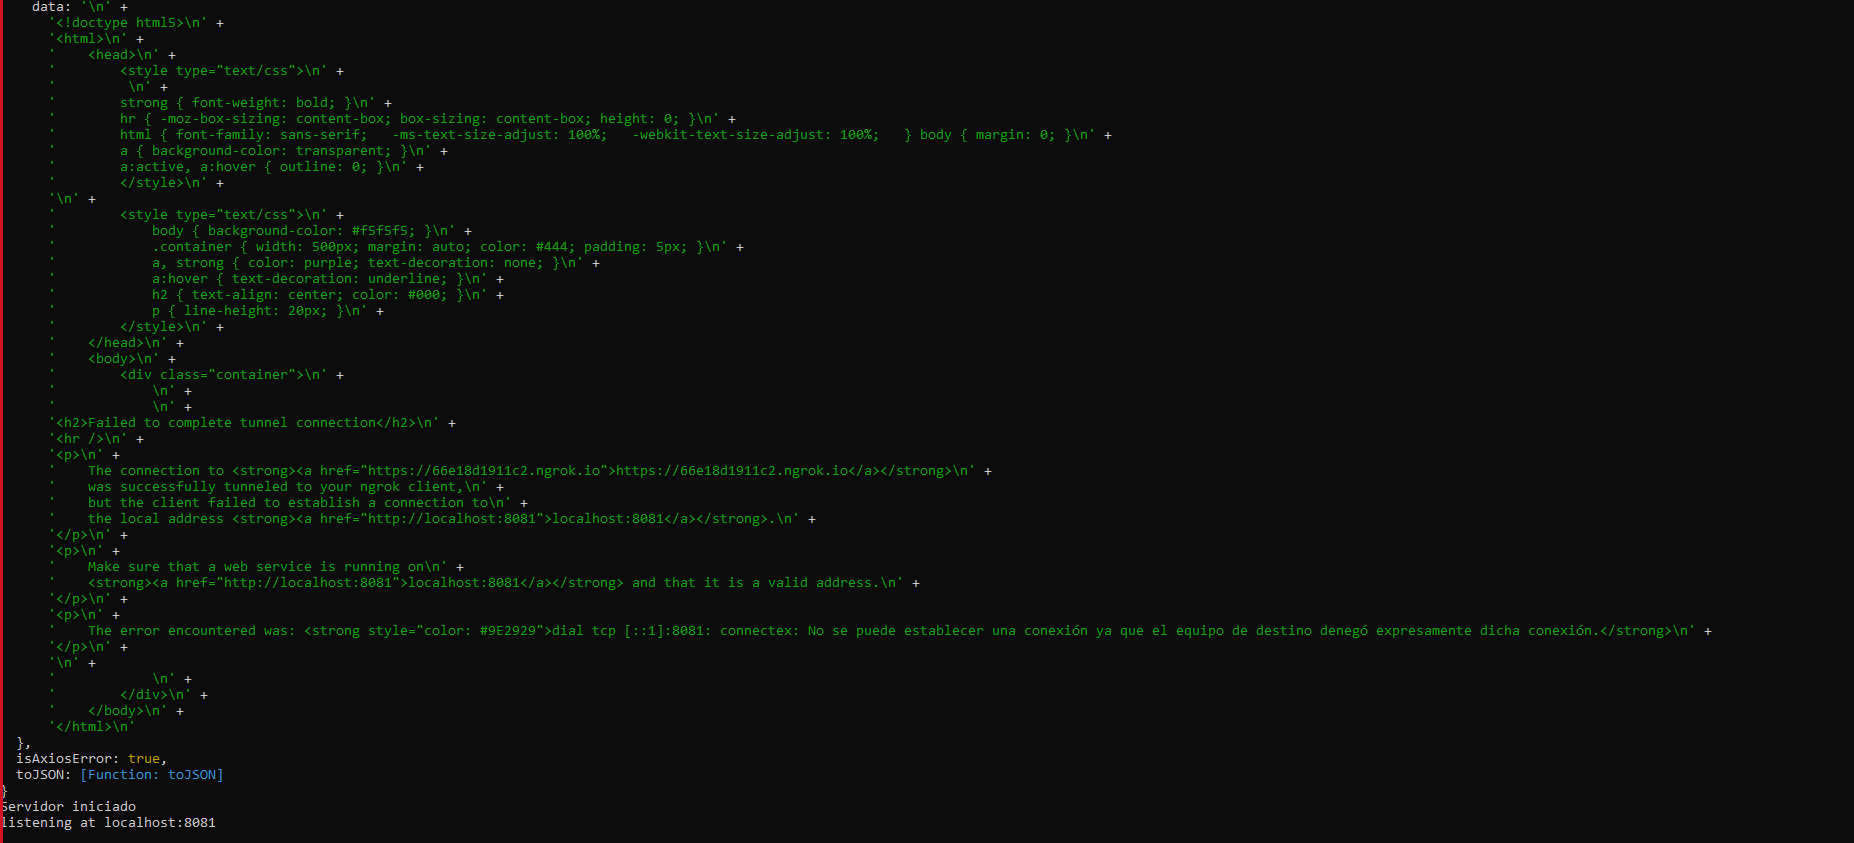 data: '\n' +
'<!doctype html5>\n' +
'<html>\n' +
'    <head>\n' +
'        <style type="text/css">\n' +
'         \n' +
'        strong { font-weight: bold; }\n' +
'        hr { -moz-box-sizing: content-box; box-sizing: content-box; height: 0; }\n' +
'        html { font-family: sans-serif;   -ms-text-size-adjust: 100%;   -webkit-text-size-adjust: 100%;   } body { margin: 0; }\n' +
'        a { background-color: transparent; }\n' +
'        a:active, a:hover { outline: 0; }\n' +
'        </style>\n' +
'\n' +
'        <style type="text/css">\n' +
'            body { background-color: #f5f5f5; }\n' +
'            .container { width: 500px; margin: auto; color: #444; padding: 5px; }\n' +
'            a, strong { color: purple; text-decoration: none; }\n' +
'            a:hover { text-decoration: underline; }\n' +
'            h2 { text-align: center; color: #000; }\n' +
'            p { line-height: 20px; }\n' +
'        </style>\n' +
'    </head>\n' +
'    <body>\n' +
'        <div class="container">\n' +
'            \n' +
'            \n' +
'<h2>Failed to complete tunnel connection</h2>\n' +
'<hr />\n' +
'<p>\n' +
'    The connection to <strong><a href="https://66e18d1911c2.ngrok.io">https://66e18d1911c2.ngrok.io</a></strong>\n' +
'    was successfully tunneled to your ngrok client,\n' +
'    but the client failed to establish a connection to\n' +
'    the local address <strong><a href="http://localhost:8081">localhost:8081</a></strong>.\n' +
'</p>\n' +
'<p>\n' +
'    Make sure that a web service is running on\n' +
'    <strong><a href="http://localhost:8081">localhost:8081</a></strong> and that it is a valid address.\n' +
'</p>\n' +
'<p>\n' +
'    The error encountered was: <strong style="color: #9E2929">dial tcp [::1]:8081: connectex: No se puede establecer una conexión ya que el equipo de destino denegó expresamente dicha conexión.</strong>\n' +
'</p>\n' +
'\n' +
'            \n' +
'        </div>\n' +
'    </body>\n' +
'</html>\n'
},
isAxiosError: true,
toJSON: [Function: toJSON]
}
Servidor iniciado
listening at localhost:8081